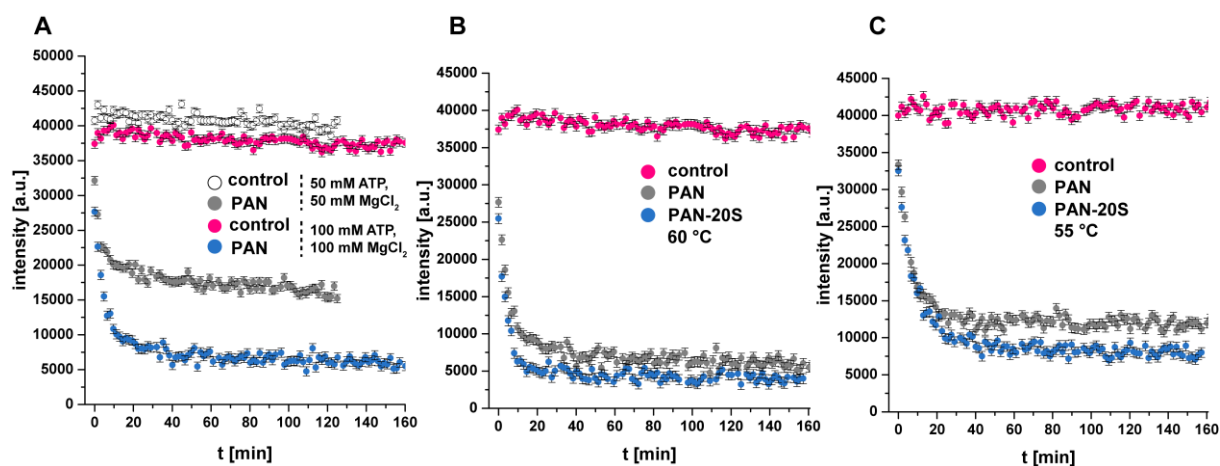 A
B
C
intensity [a.u.]
50000
45000
40000
35000
30000
25000
20000
15000
10000
5000
0
control
PAN
control
PAN
50 mM ATP,
50 mM MgCl₂
100 mM ATP,
100 mM MgCl₂
0 20 40 60 80 100 120 140 160
t [min]
intensity [a.u.]
45000
40000
35000
30000
25000
20000
15000
10000
5000
0
control
PAN
PAN-20S
60 °C
0 20 40 60 80 100 120 140 160
t [min]
intensity [a.u.]
45000
40000
35000
30000
25000
20000
15000
10000
5000
0
control
PAN
PAN-20S
55 °C
0 20 40 60 80 100 120 140 160
t [min]